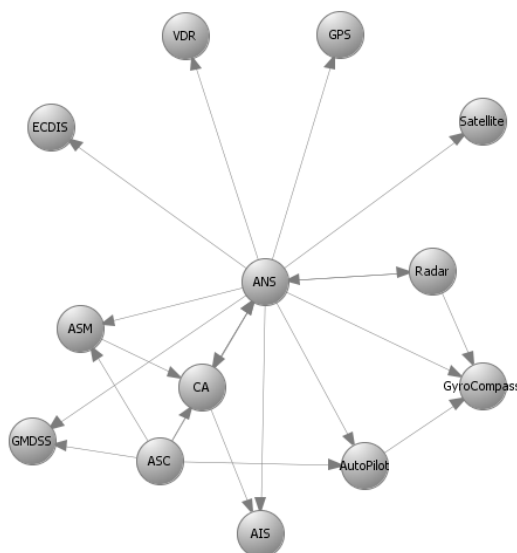 VDR
GPS
ECDIS
Satellite
Radar
ANS
ASM
CA
GyroCompass
GMDSS
ASC
AutoPilot
AIS